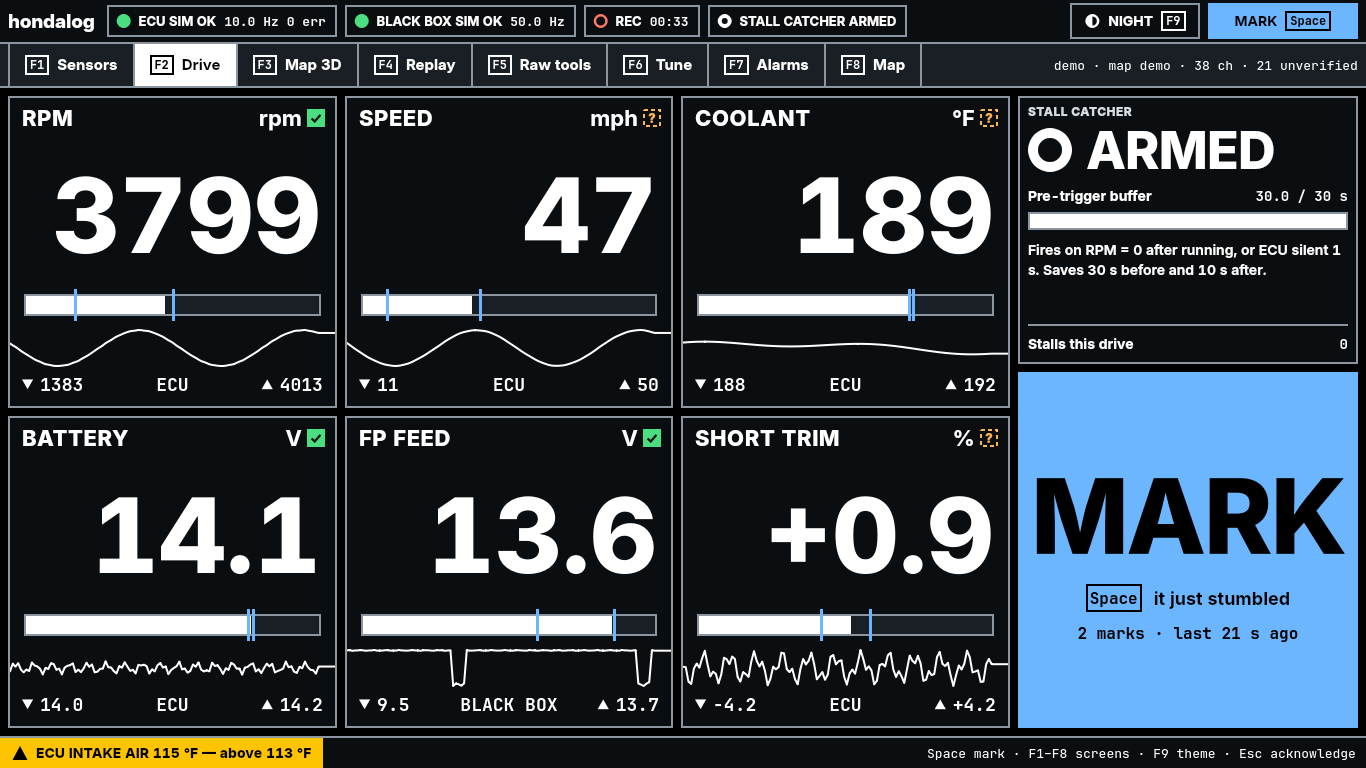 hondalog ECU SIM OK 10.0 Hz 0 err BLACK BOX SIM OK 50.0 Hz REC 00:33 STALL CATCHER ARMED NIGHT F9 MARK Space
F1 Sensors F2 Drive F3 Map 3D F4 Replay F5 Raw tools F6 Tune F7 Alarms F8 Map demo · map demo · 38 ch · 21 unverified
RPM rpm
3799
▼ 1383 ECU ▲ 4013
SPEED mph ?
47
▼ 11 ECU ▲ 50
COOLANT °F ?
189
▼ 188 ECU ▲ 192
STALL CATCHER
ARMED
Pre-trigger buffer 30.0 / 30 s
Fires on RPM = 0 after running, or ECU silent 1
s. Saves 30 s before and 10 s after.
Stalls this drive 0
BATTERY V
14.1
▼ 14.0 ECU ▲ 14.2
FP FEED V
13.6
▼ 9.5 BLACK BOX ▲ 13.7
SHORT TRIM % ?
+0.9
▼ -4.2 ECU ▲ +4.2
MARK
Space it just stumbled
2 marks · last 21 s ago
ECU INTAKE AIR 115 °F — above 113 °F
Space mark · F1–F8 screens · F9 theme · Esc acknowledge